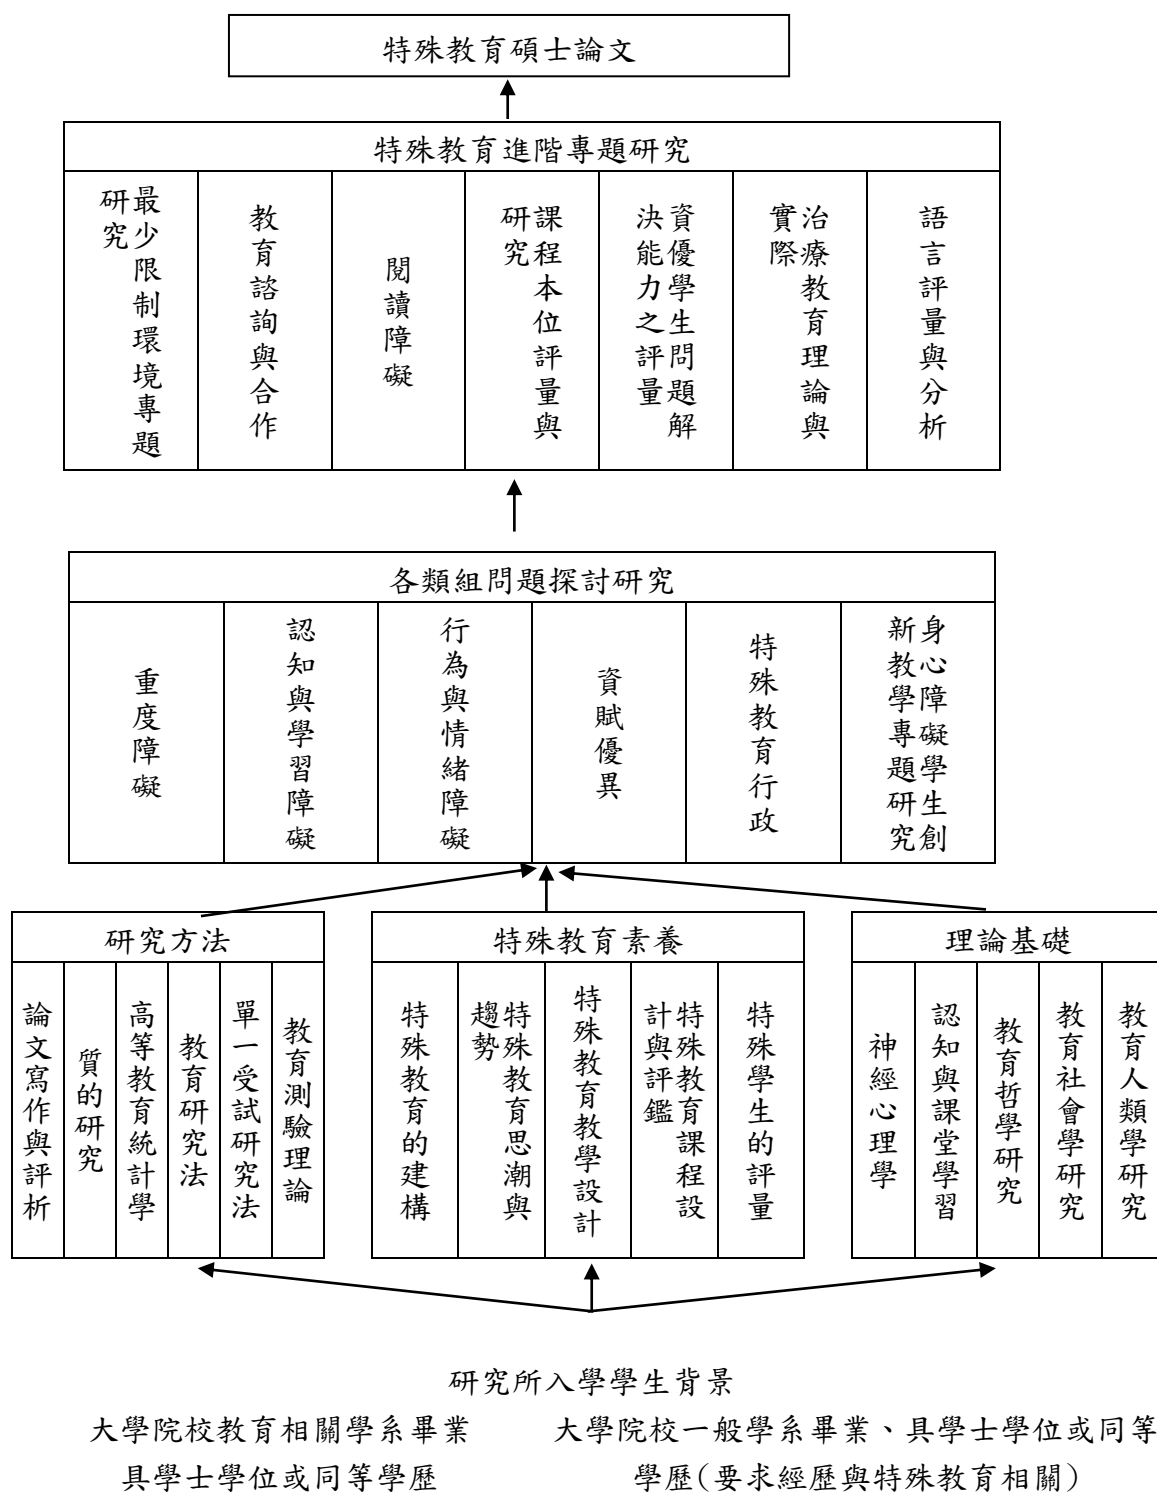 特殊教育碩士論文
特殊教育進階專題研究
最少限制環境專題
研究
教育諮詢與合作
閱讀障礙
課程本位評量與
研究
資優學生問題解
決能力之評量
治療教育理論與
實際
語言評量與分析
各類組問題探討研究
重度障礙
認知與學習障礙
行為與情緒障礙
資賦優異
特殊教育行政
身心障礙學生創
新教學專題研究
研究方法
論文寫作與評析
質的研究
高等教育統計學
教育研究法
單一受試研究法
教育測驗理論
特殊教育素養
特殊教育的建構
特殊教育思潮與
趨勢
特殊教育教學設計
特殊教育課程設
計與評鑑
特殊學生的評量
理論基礎
神經心理學
認知與課堂學習
教育哲學研究
教育社會學研究
教育人類學研究
研究所入學學生背景
大學院校教育相關學系畢業
具學士學位或同等學歷
大學院校一般學系畢業、具學士學位或同等
學歷(要求經歷與特殊教育相關)